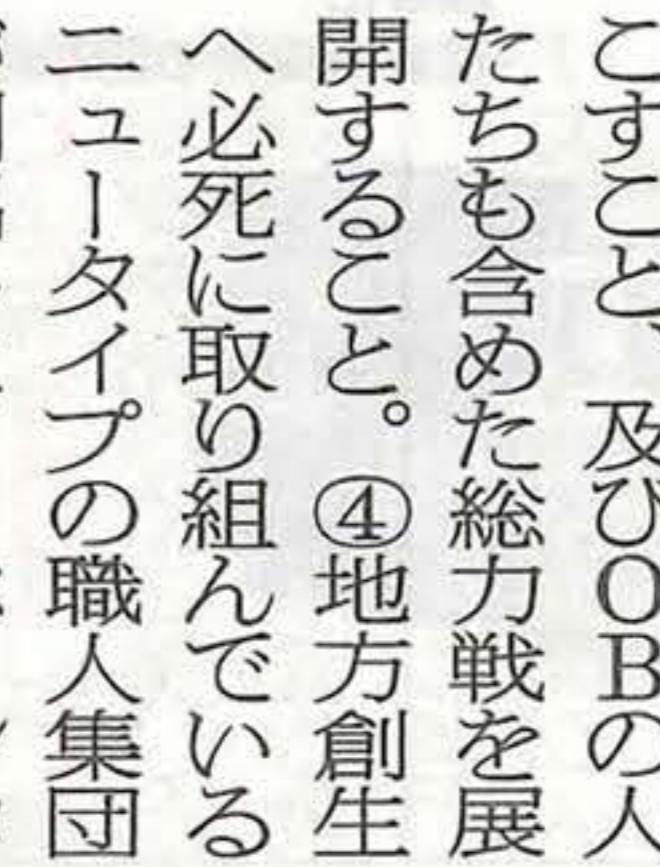 こすこと、及びOBの人
たちも含めた総力戦を展
開すること。④地方創生
へ必死に取り組んでいる
ニュータイプの職人集団